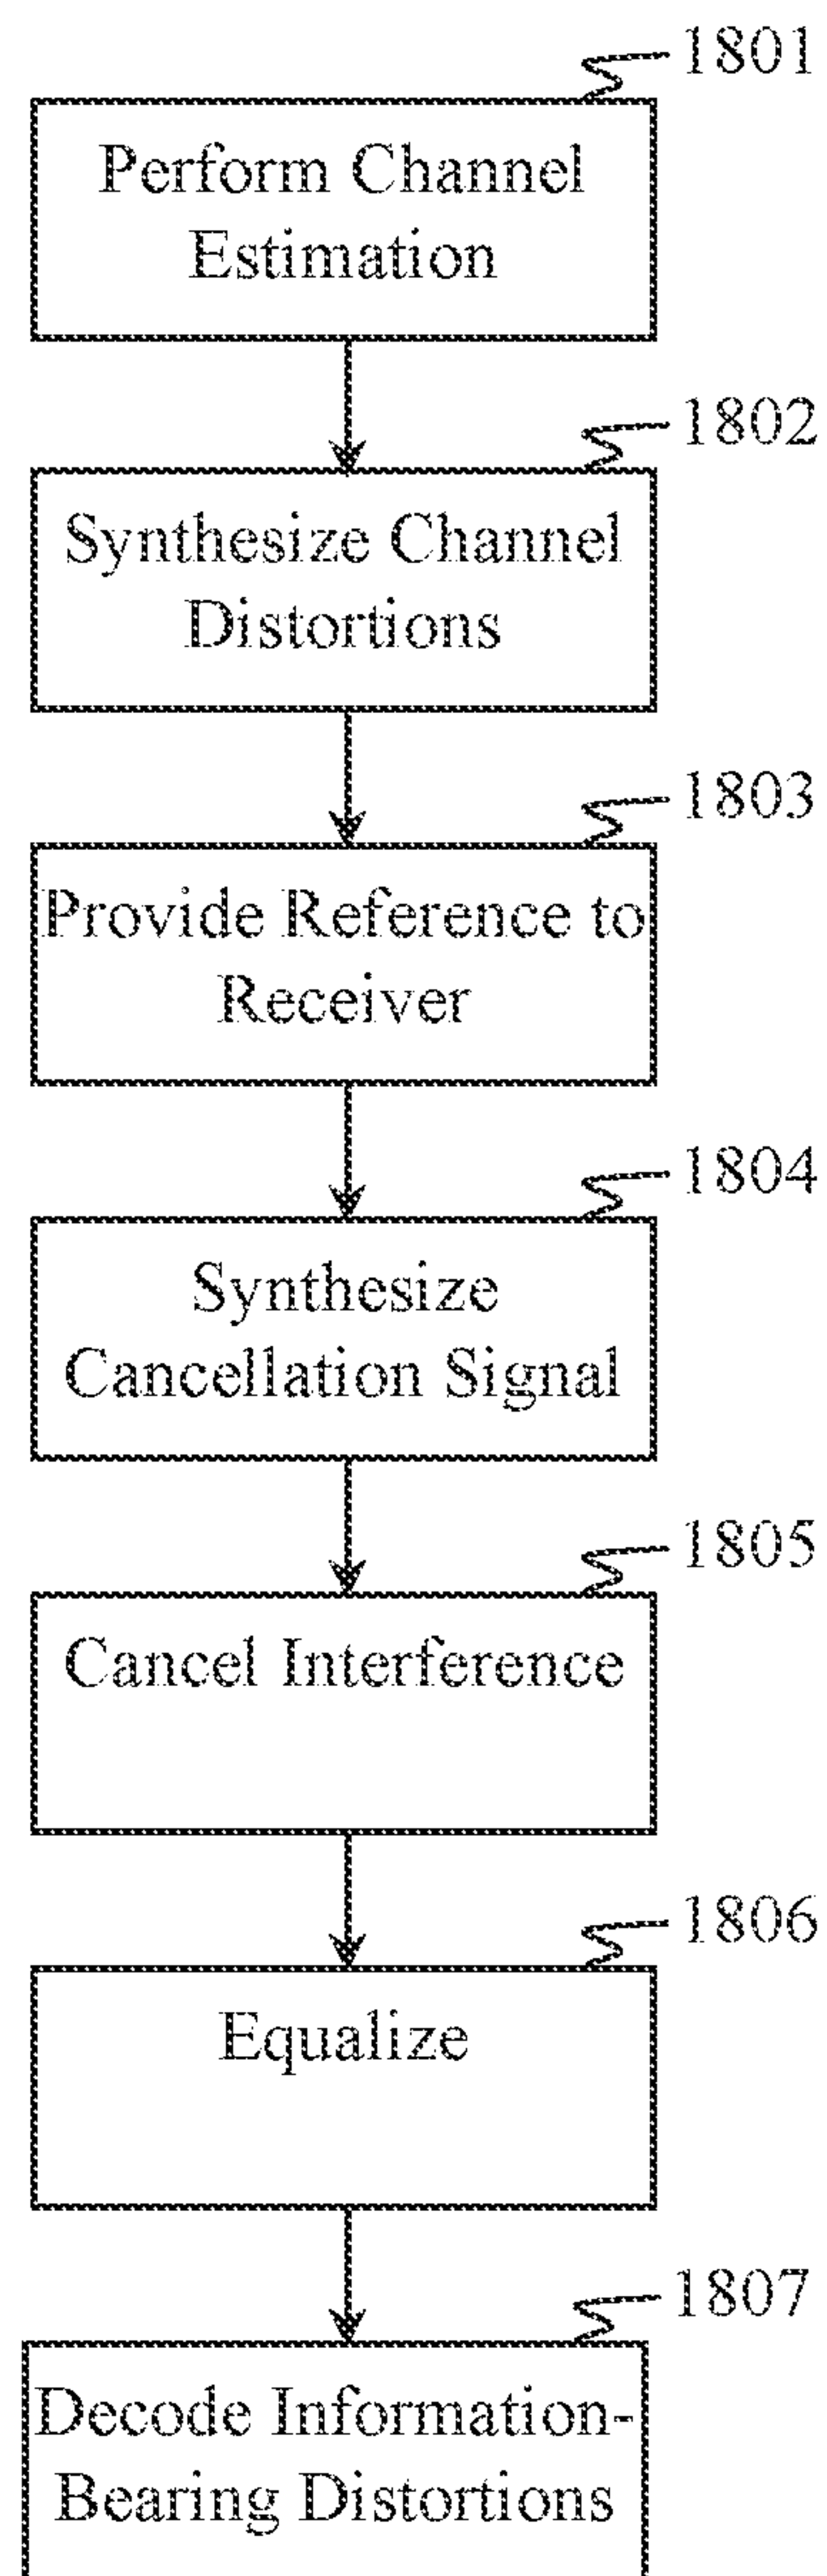 1801
Perform Channel
Estimation
1802
Synthesize Channel
Distortions
1803
Provide Reference to
Receiver
1804
Synthesize
Cancellation Signal
1805
Cancel Interference
1806
Equalize
1807
Decode Information-
Bearing Distortions